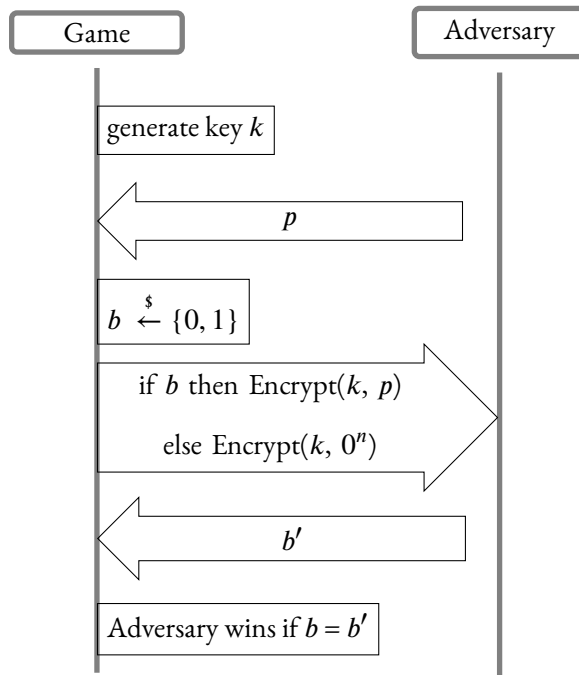 Game
Adversary
generate key k
p
b $← {0, 1}
if b then Encrypt(k, p)
else Encrypt(k, 0ⁿ)
b′
Adversary wins if b = b′